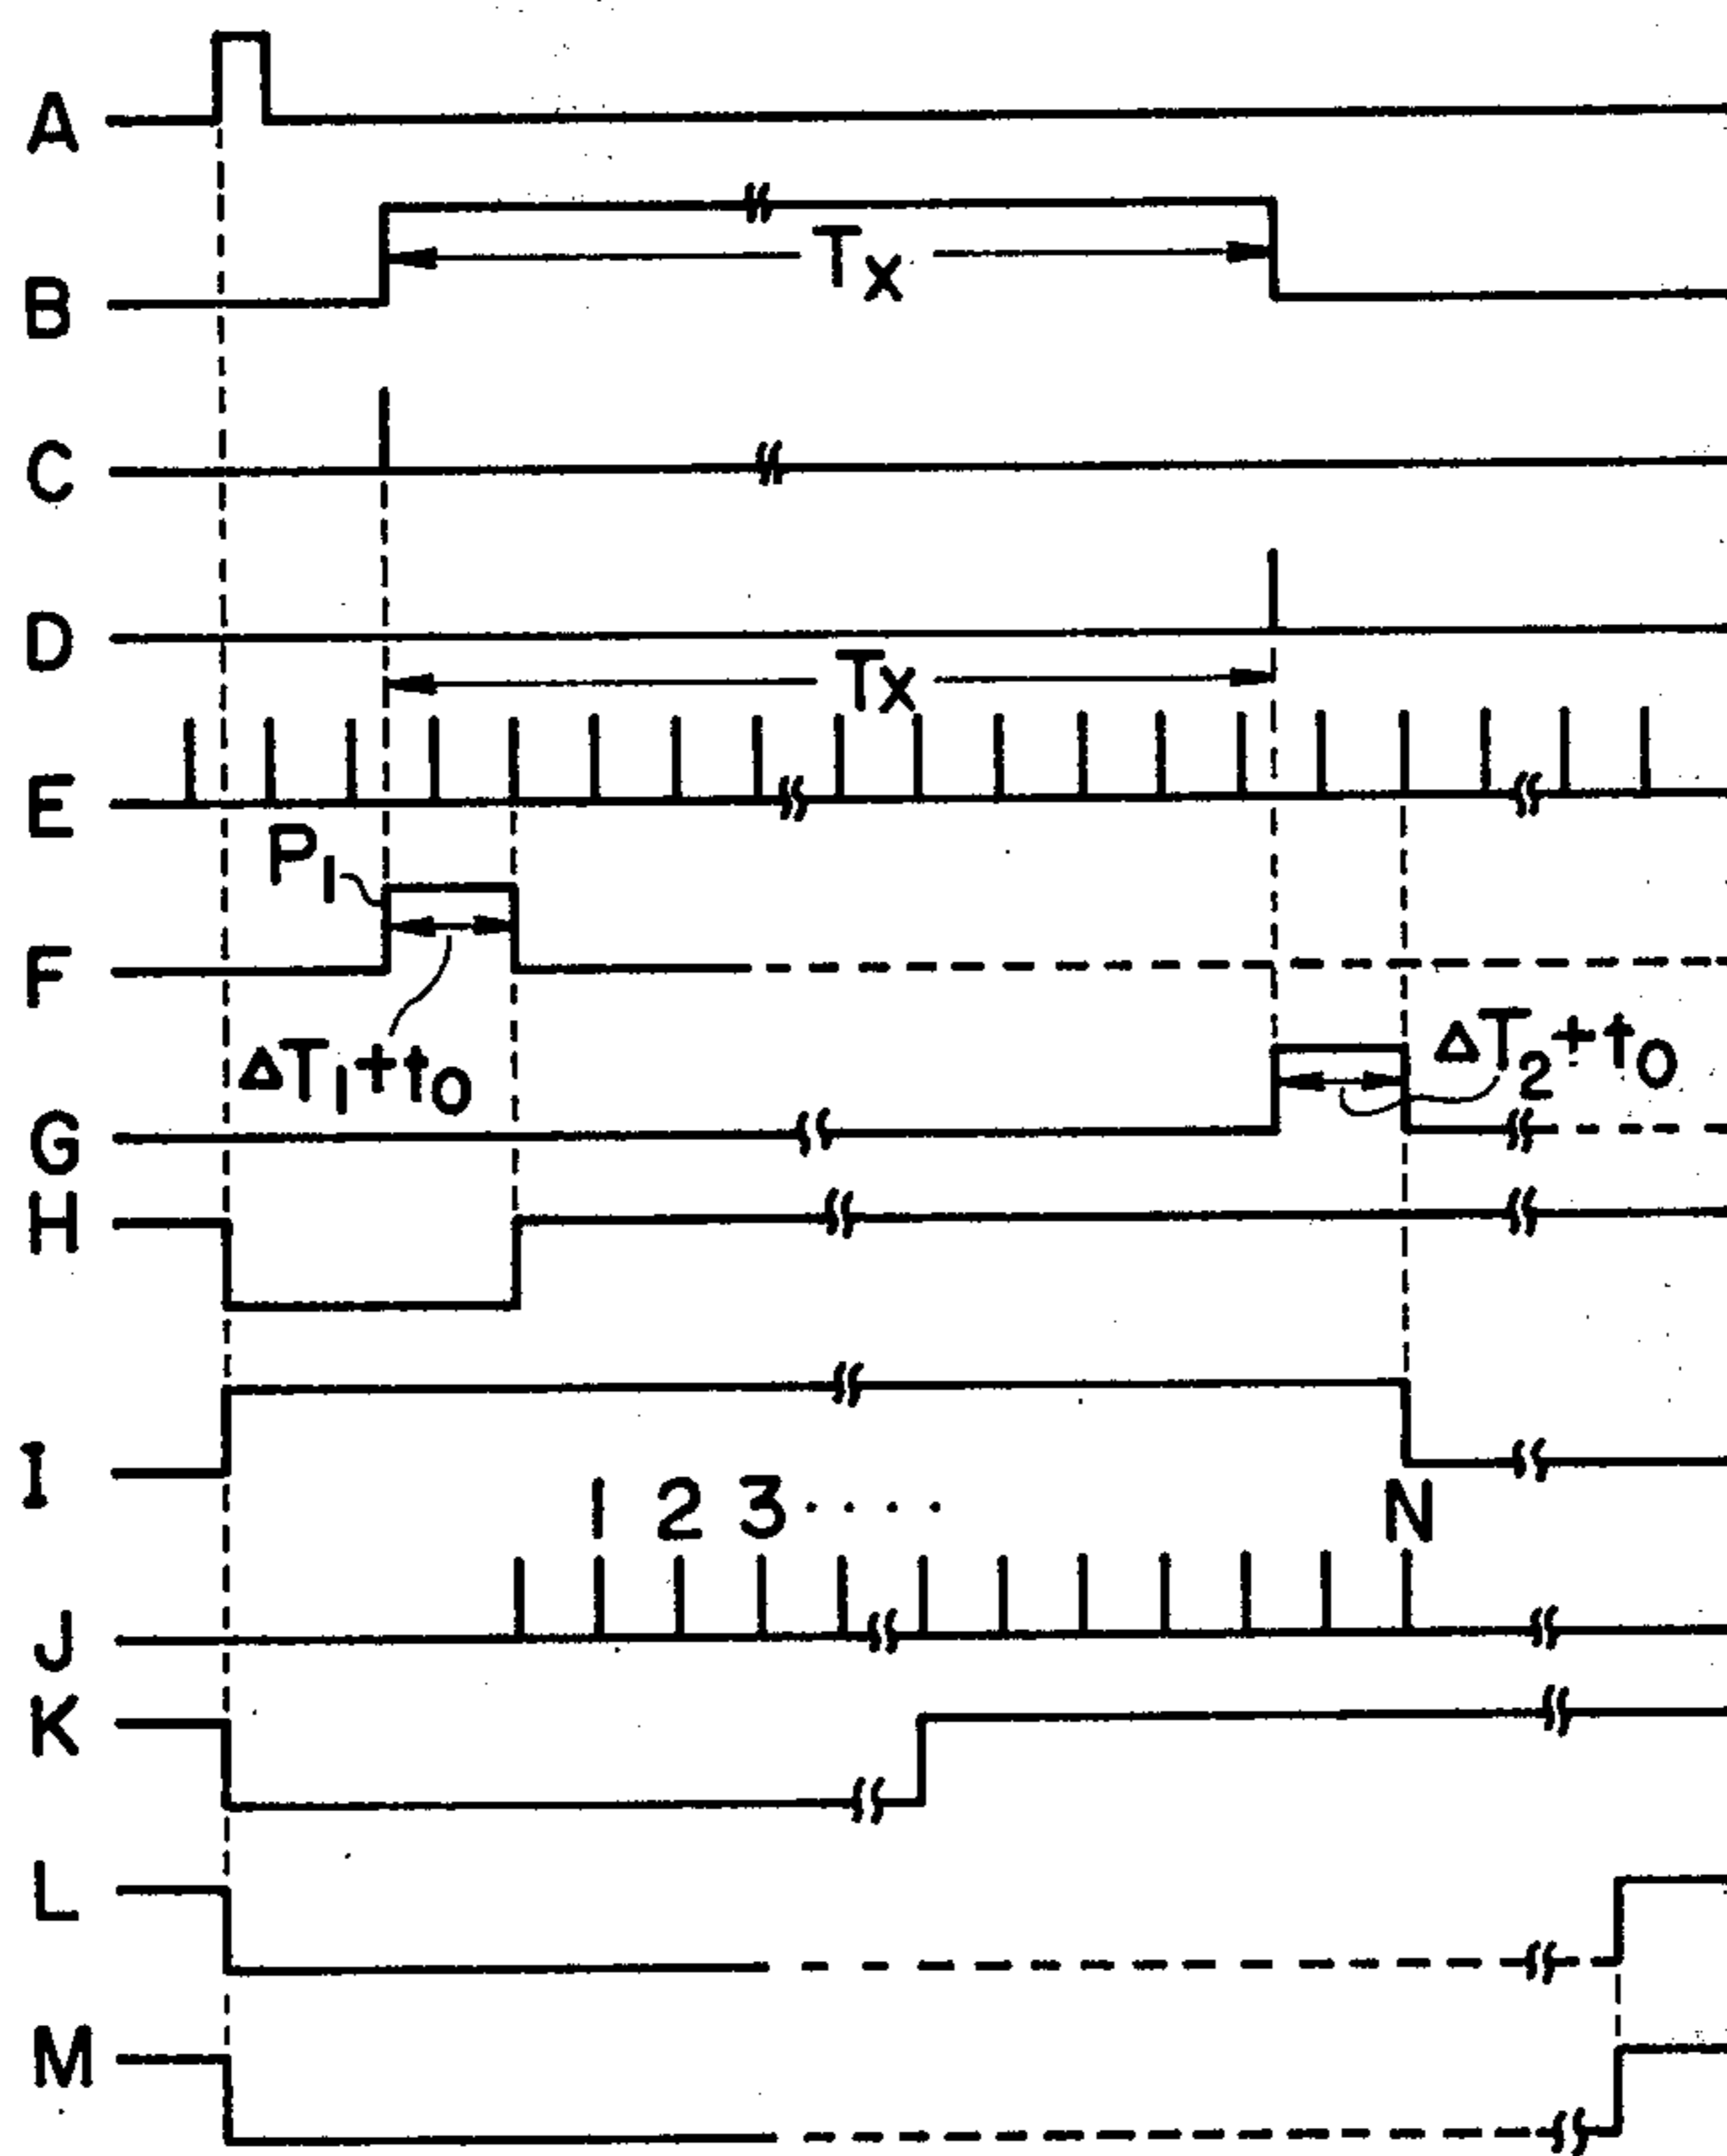 A
B
Tx
C
D
Tx
E
P1
F
ΔT1+t0
ΔT2+t0
G
H
I
1 2 3 · · · · N
J
K
L
M